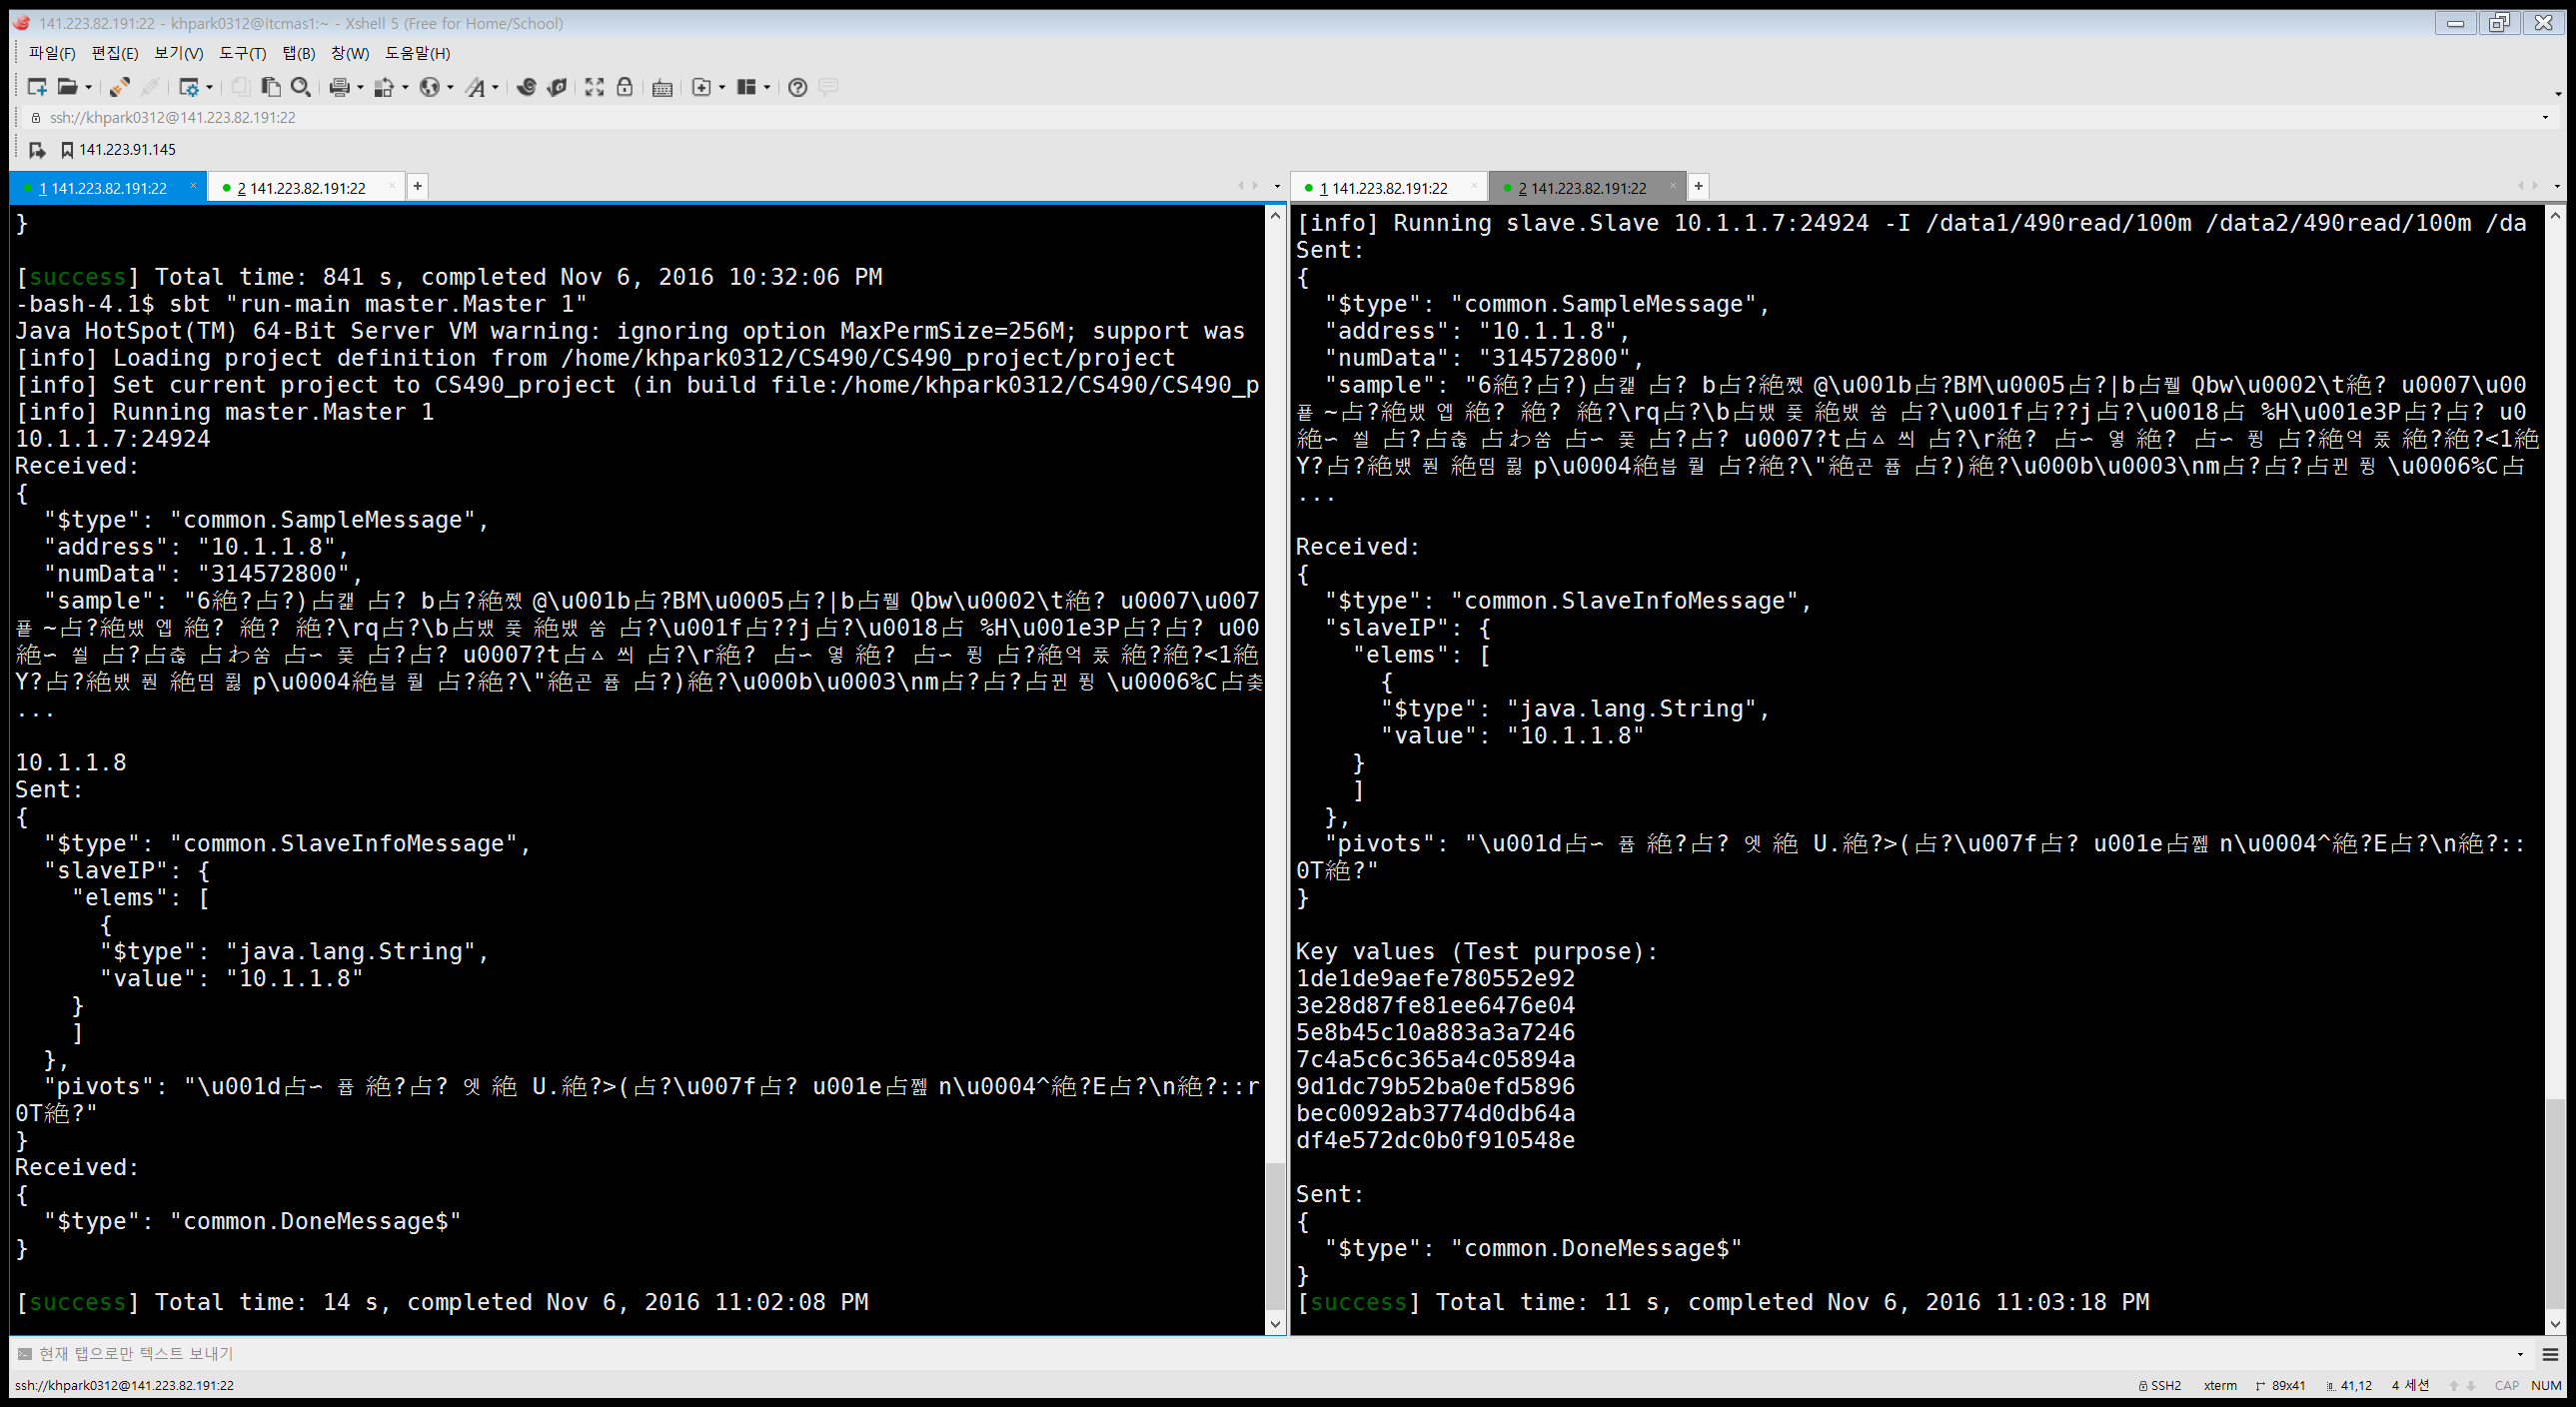 141.223.82.191:22 - khpark0312@itcmas1:~ - Xshell 5 (Free for Home/School)
파일(F) 편집(E) 보기(V) 도구(T) 탭(B) 창(W) 도움말(H)
ssh://khpark0312@141.223.82.191:22
141.223.91.145
1 141.223.82.191:22
2 141.223.82.191:22
}
[success] Total time: 841 s, completed Nov 6, 2016 10:32:06 PM
-bash-4.1$ sbt "run-main master.Master 1"
Java HotSpot(TM) 64-Bit Server VM warning: ignoring option MaxPermSize=256M; support was
[info] Loading project definition from /home/khpark0312/CS490/CS490_project/project
[info] Set current project to CS490_project (in build file:/home/khpark0312/CS490/CS490_p
[info] Running master.Master 1
10.1.1.7:24924
Received:
{
"$type": "common.SampleMessage",
"address": "10.1.1.8",
"numData": "314572800",
"sample":
...
10.1.1.8
Sent:
{
"$type": "common.SlaveInfoMessage",
"slaveIP": {
"elems": [
{
"$type": "java.lang.String",
"value": "10.1.1.8"
}
]
},
"pivots":
0T絶?"
}
Received:
{
"$type": "common.DoneMessage$"
}
[success] Total time: 14 s, completed Nov 6, 2016 11:02:08 PM
1 141.223.82.191:22
2 141.223.82.191:22
[info] Running slave.Slave 10.1.1.7:24924 -I /data1/490read/100m /data2/490read/100m /da
Sent:
{
"$type": "common.SampleMessage",
"address": "10.1.1.8",
"numData": "314572800",
"sample":
...
Received:
{
"$type": "common.SlaveInfoMessage",
"slaveIP": {
"elems": [
{
"$type": "java.lang.String",
"value": "10.1.1.8"
}
]
},
"pivots":
0T絶?"
}
Key values (Test purpose):
1de1de9aefe780552e92
3e28d87fe81ee6476e04
5e8b45c10a883a3a7246
7c4a5c6c365a4c05894a
9d1dc79b52ba0efd5896
bec0092ab3774d0db64a
df4e572dc0b0f910548e
Sent:
{
"$type": "common.DoneMessage$"
}
[success] Total time: 11 s, completed Nov 6, 2016 11:03:18 PM
현재 탭으로만 텍스트 보내기
ssh://khpark0312@141.223.82.191:22
SSH2 xterm 89x41 41,12 4 세션 CAP NUM